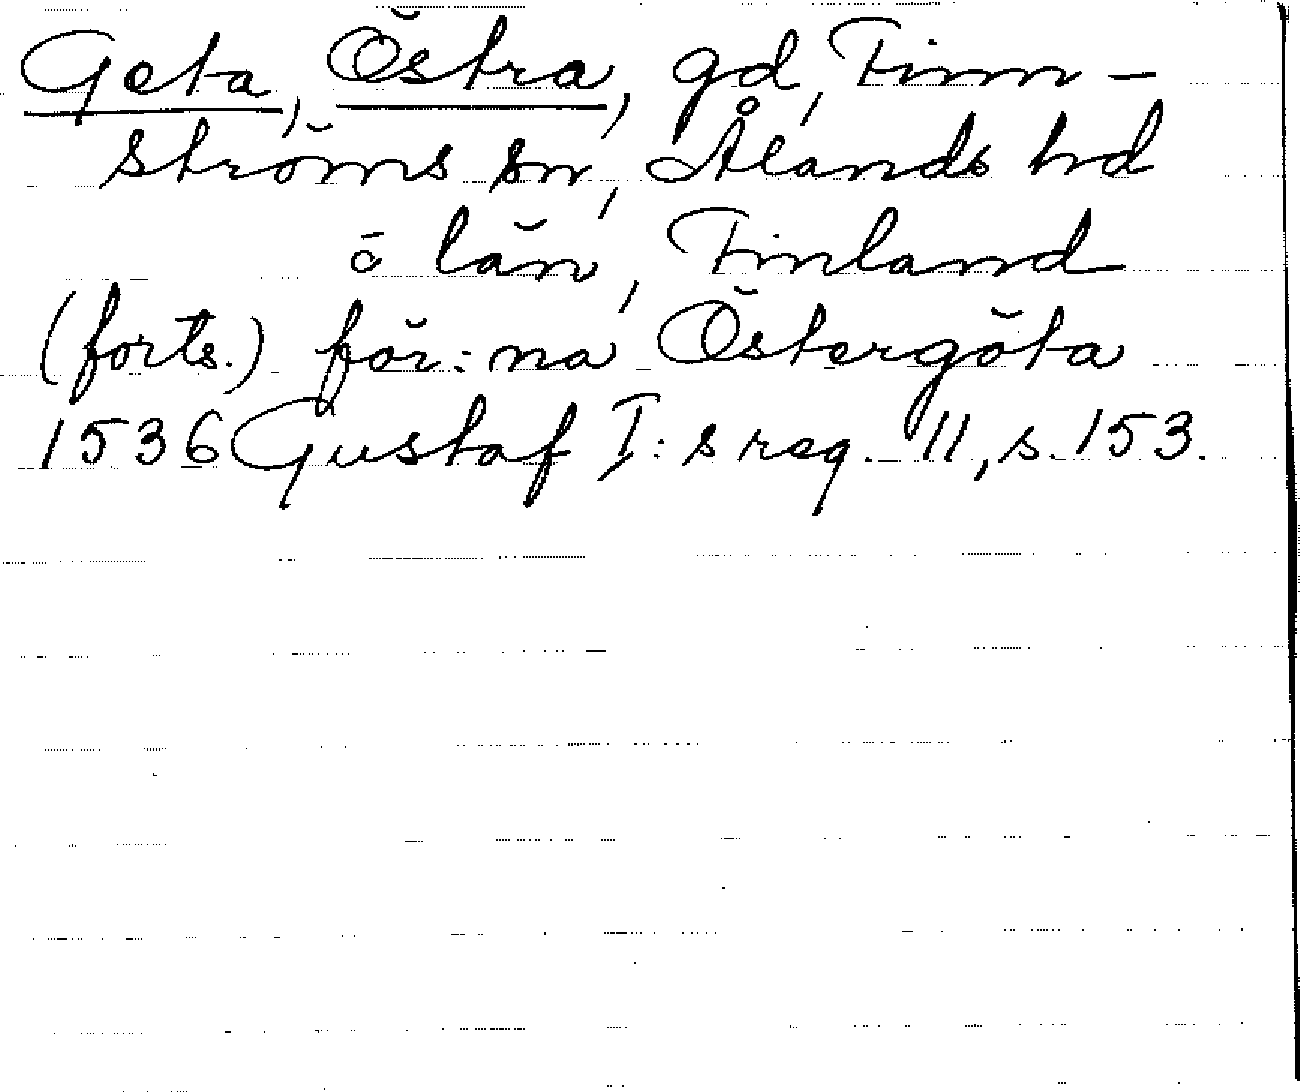 Geta, Östra, gd, Finn-
ströms sn, Ålands hd
o län, Finland
(forts.) för: na Östergöta
1536 Gustaf I: s reg. 11, s. 153.